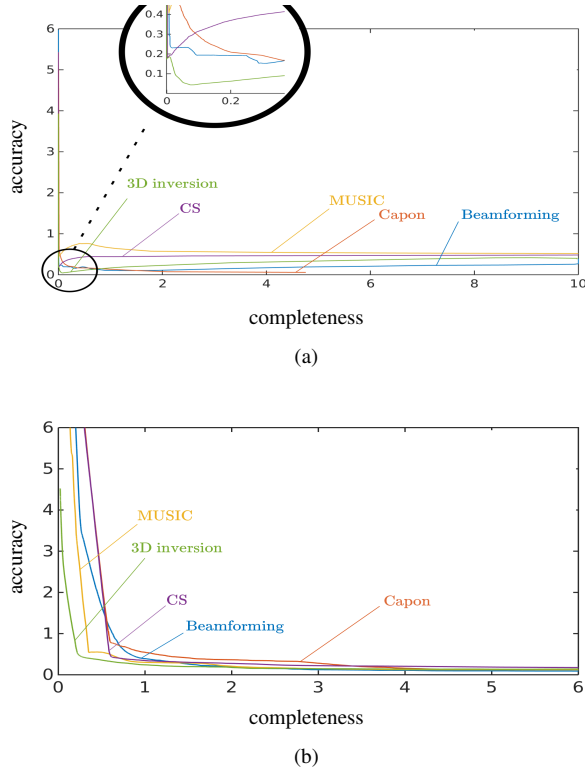 0.4
0.3
0.2
0.1
0 0.2
6
5
4
3
2
1
0
accuracy
3D inversion
CS
MUSIC
Capon
Beamforming
0 2 4 6 8 10
completeness
(a)
6
5
4
3
2
1
0
accuracy
MUSIC
3D inversion
CS
Beamforming
Capon
0 1 2 3 4 5 6
completeness
(b)